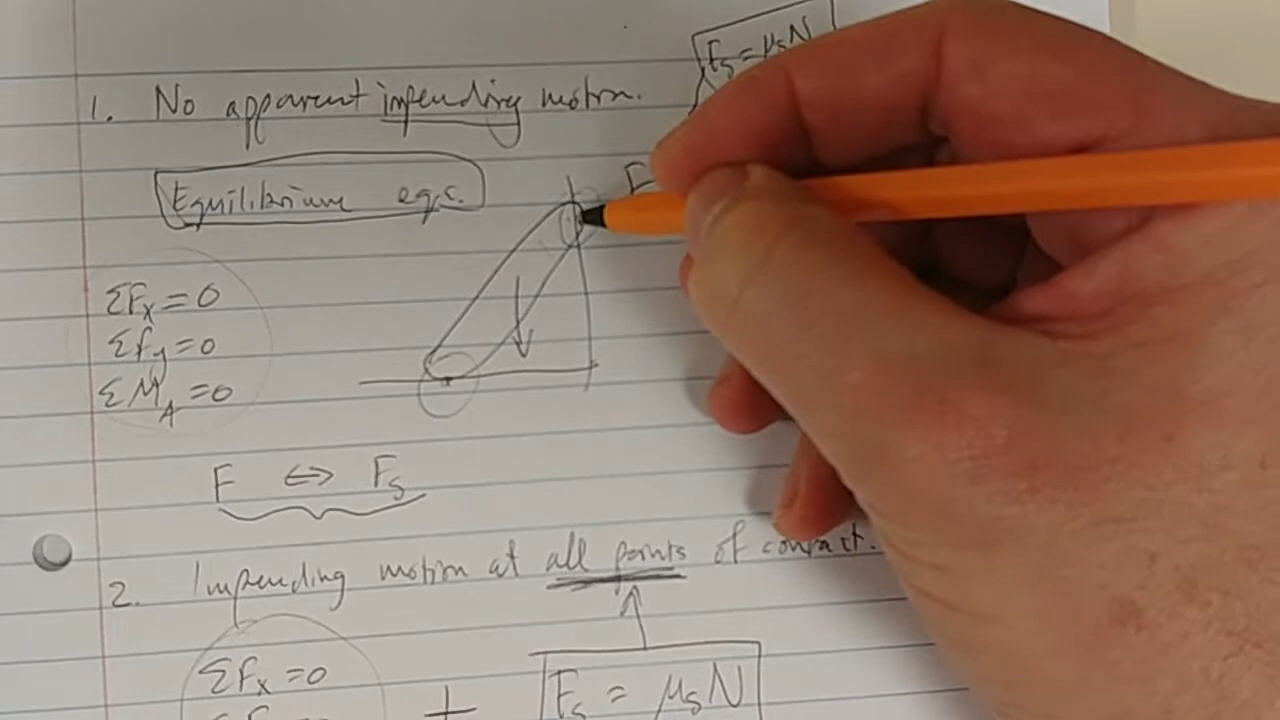 Fs = μsN
1. No apparent impending motion.
Equilibrium eqs.
F
ΣFx = 0
Σfy = 0
ΣM_A = 0
F ⇔ Fs
2. Impending motion at all points of contact.
ΣFx = 0
+ Fs = μsN